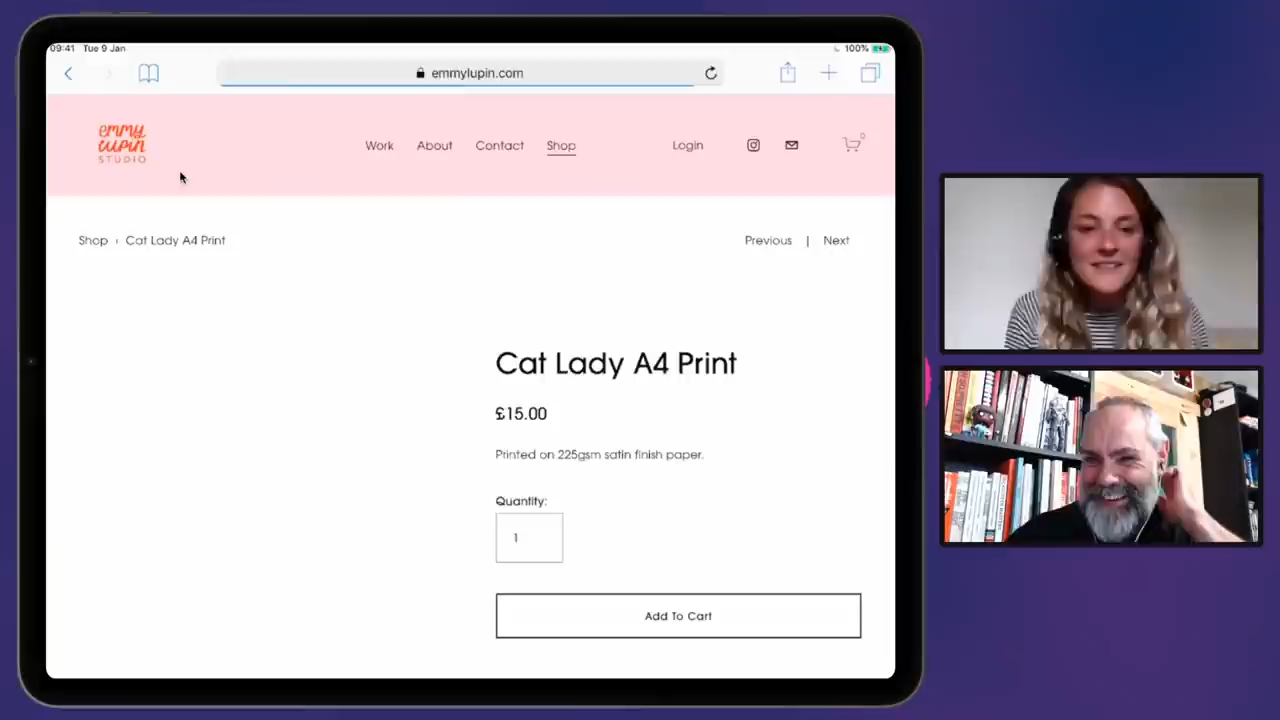 09:41 Tue 9 Jan 100%
emmylupin.com
emmy
lupin
STUDIO
Work About Contact Shop Login 0
Shop › Cat Lady A4 Print Previous | Next
Cat Lady A4 Print
£15.00
Printed on 225gsm satin finish paper.
Quantity:
1
Add To Cart